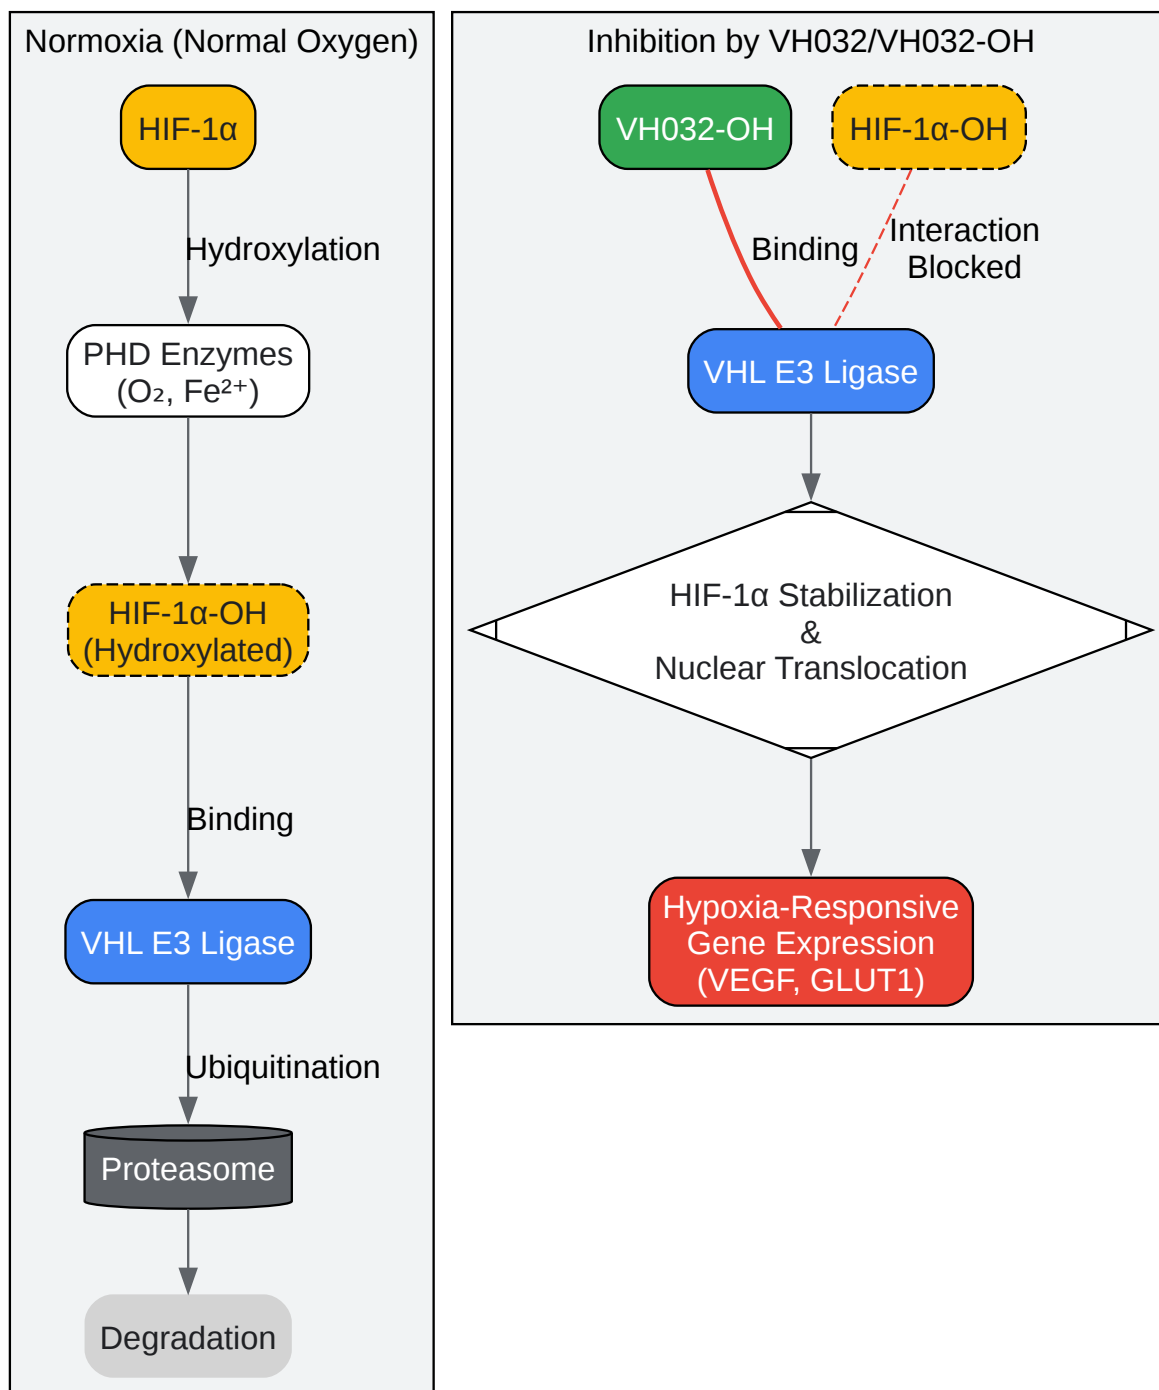 Normoxia (Normal Oxygen)
HIF-1α
Hydroxylation
PHD Enzymes
(O₂, Fe²⁺)
HIF-1α-OH
(Hydroxylated)
Binding
VHL E3 Ligase
Ubiquitination
Proteasome
Degradation
Inhibition by VH032/VH032-OH
VH032-OH
HIF-1α-OH
Binding
Interaction
Blocked
VHL E3 Ligase
HIF-1α Stabilization
&
Nuclear Translocation
Hypoxia-Responsive
Gene Expression
(VEGF, GLUT1)